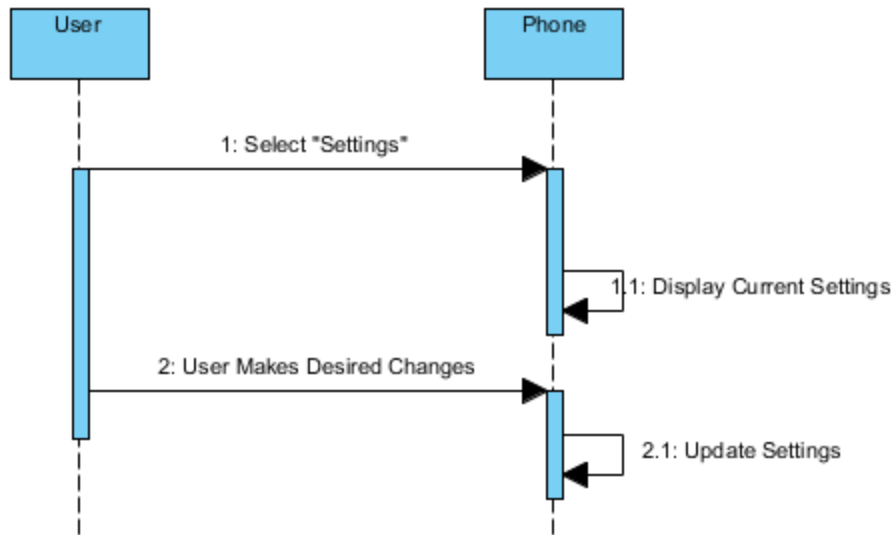 User
Phone
1: Select "Settings"
1.1: Display Current Settings
2: User Makes Desired Changes
2.1: Update Settings